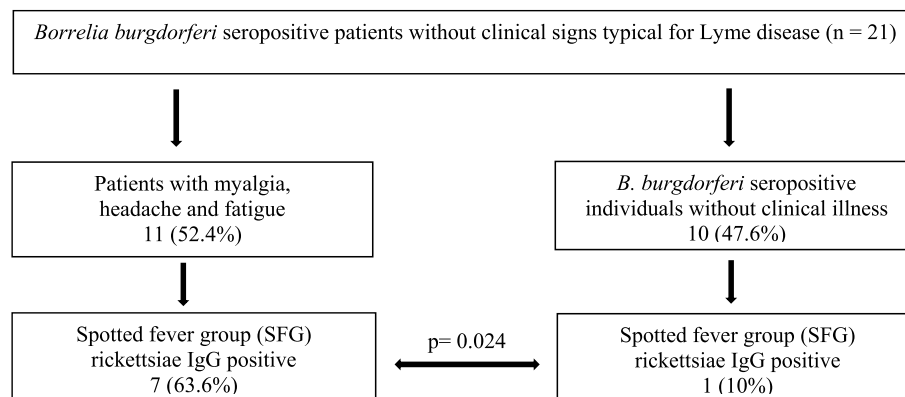 Borrelia burgdorferi seropositive patients without clinical signs typical for Lyme disease (n = 21)
Patients with myalgia,
headache and fatigue
11 (52.4%)
B. burgdorferi seropositive
individuals without clinical illness
10 (47.6%)
Spotted fever group (SFG)
rickettsiae IgG positive
7 (63.6%)
p= 0.024
Spotted fever group (SFG)
rickettsiae IgG positive
1 (10%)